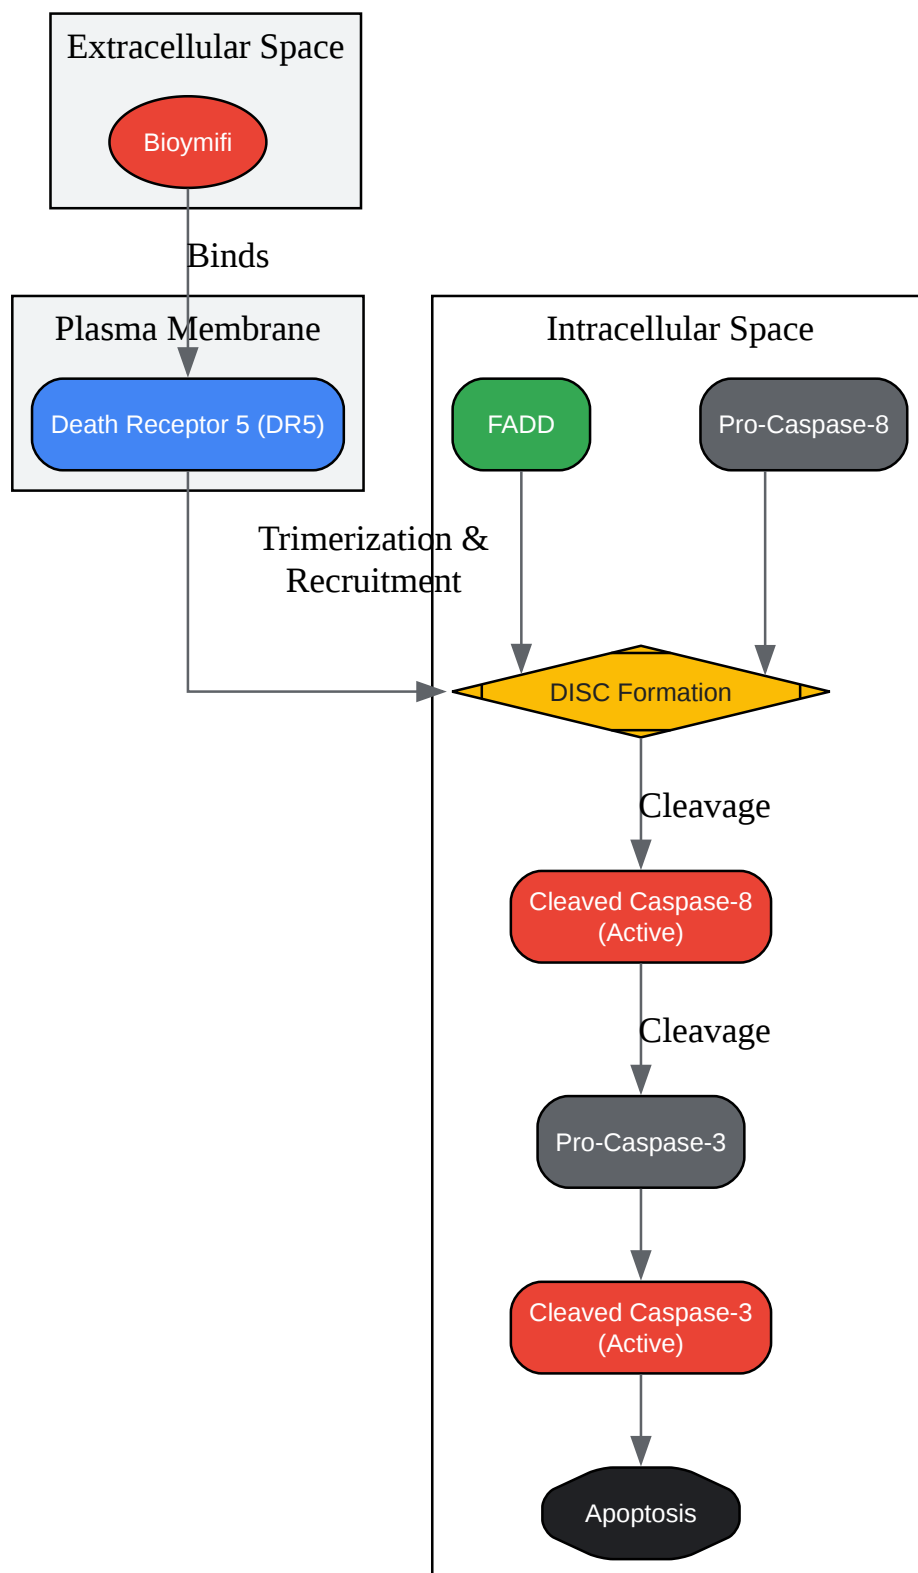 Extracellular Space
Bioymifi
Binds
Plasma Membrane
Death Receptor 5 (DR5)
Intracellular Space
FADD
Pro-Caspase-8
Trimerization &
Recruitment
DISC Formation
Cleavage
Cleaved Caspase-8
(Active)
Cleavage
Pro-Caspase-3
Cleaved Caspase-3
(Active)
Apoptosis